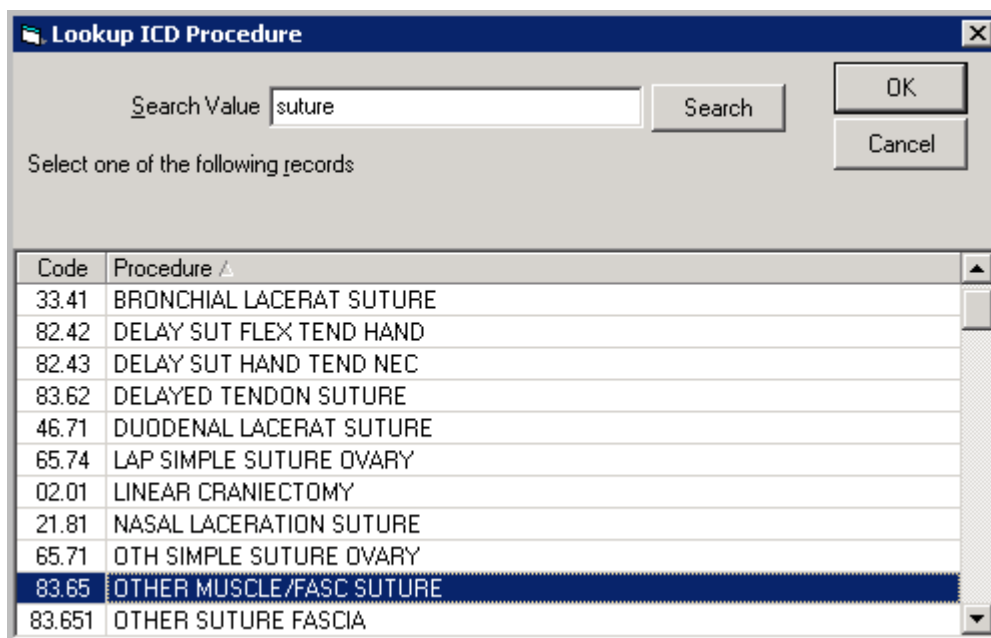 Lookup ICD Procedure
Search Value suture Search OK
Cancel
Select one of the following records
Code Procedure
33.41 BRONCHIAL LACERAT SUTURE
82.42 DELAY SUT FLEX TEND HAND
82.43 DELAY SUT HAND TEND NEC
83.62 DELAYED TENDON SUTURE
46.71 DUODENAL LACERAT SUTURE
65.74 LAP SIMPLE SUTURE OVARY
02.01 LINEAR CRANIECTOMY
21.81 NASAL LACERATION SUTURE
65.71 OTH SIMPLE SUTURE OVARY
83.65 OTHER MUSCLE/FASC SUTURE
83.651 OTHER SUTURE FASCIA